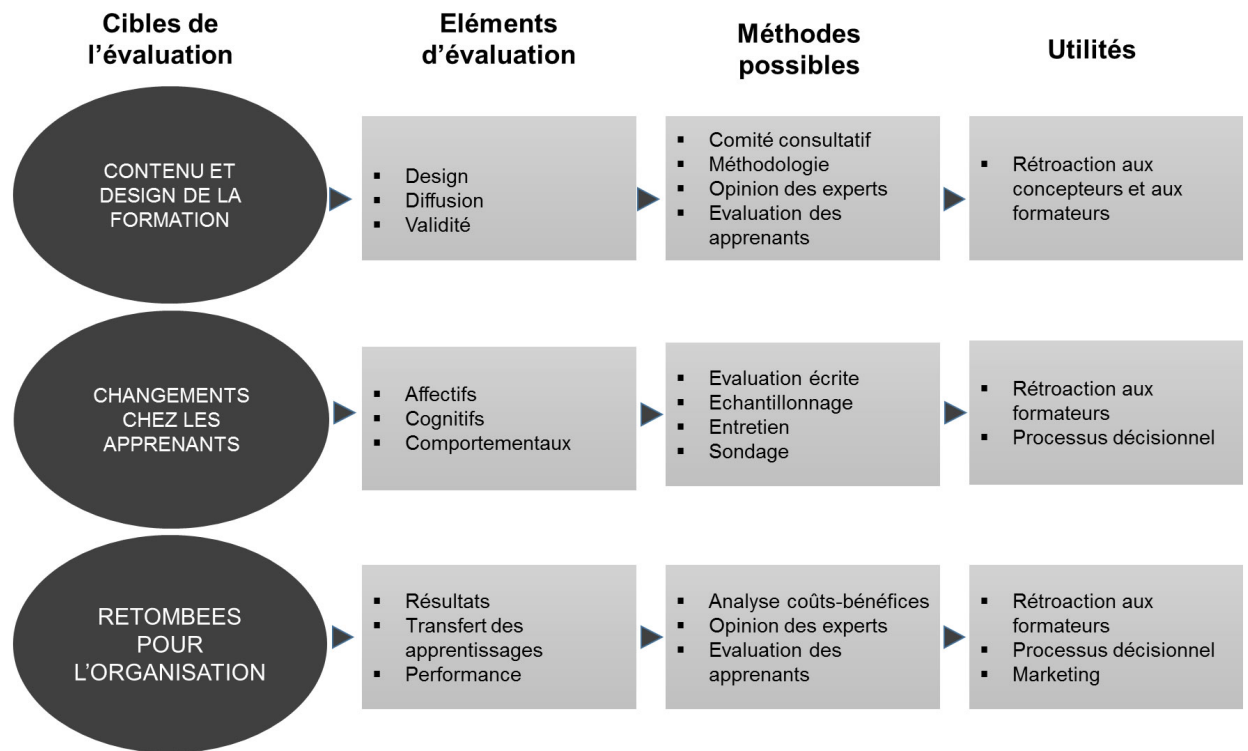 Cibles de
l’évaluation
Eléments
d’évaluation
Méthodes
possibles
Utilités
CONTENU ET
DESIGN DE LA
FORMATION
▪ Design
▪ Diffusion
▪ Validité
▪ Comité consultatif
▪ Méthodologie
▪ Opinion des experts
▪ Evaluation des
apprenants
▪ Rétroaction aux
concepteurs et aux
formateurs
CHANGEMENTS
CHEZ LES
APPRENANTS
▪ Affectifs
▪ Cognitifs
▪ Comportementaux
▪ Evaluation écrite
▪ Echantillonnage
▪ Entretien
▪ Sondage
▪ Rétroaction aux
formateurs
▪ Processus décisionnel
RETOMBEES
POUR
L’ORGANISATION
▪ Résultats
▪ Transfert des
apprentissages
▪ Performance
▪ Analyse coûts-bénéfices
▪ Opinion des experts
▪ Evaluation des
apprenants
▪ Rétroaction aux
formateurs
▪ Processus décisionnel
▪ Marketing